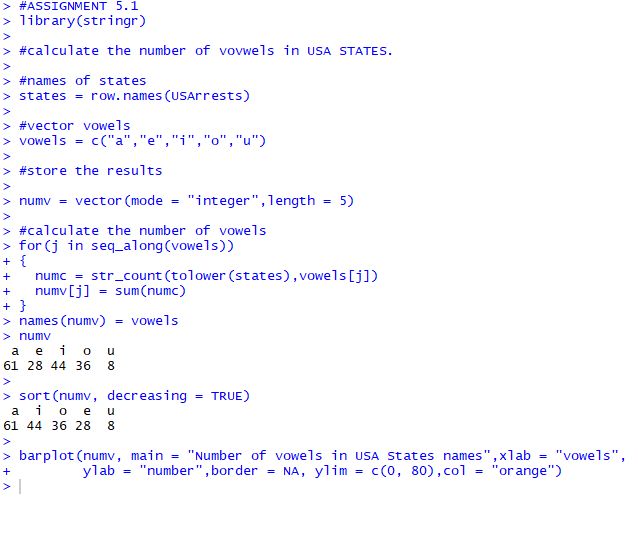 > #ASSIGNMENT 5.1
> library(stringr)
>
> #calculate the number of vovwels in USA STATES.
>
> #names of states
> states = row.names(USArrests)
>
> #vector vowels
> vowels = c("a","e","i","o","u")
>
> #store the results
>
> numv = vector(mode = "integer",length = 5)
>
> #calculate the number of vowels
> for(j in seq_along(vowels))
+ {
+   numc = str_count(tolower(states),vowels[j])
+   numv[j] = sum(numc)
+ }
> names(numv) = vowels
> numv
 a  e  i  o  u
61 28 44 36  8
>
> sort(numv, decreasing = TRUE)
 a  i  o  e  u
61 44 36 28  8
>
> barplot(numv, main = "Number of vowels in USA States names",xlab = "vowels",
+         ylab = "number",border = NA, ylim = c(0, 80),col = "orange")
>